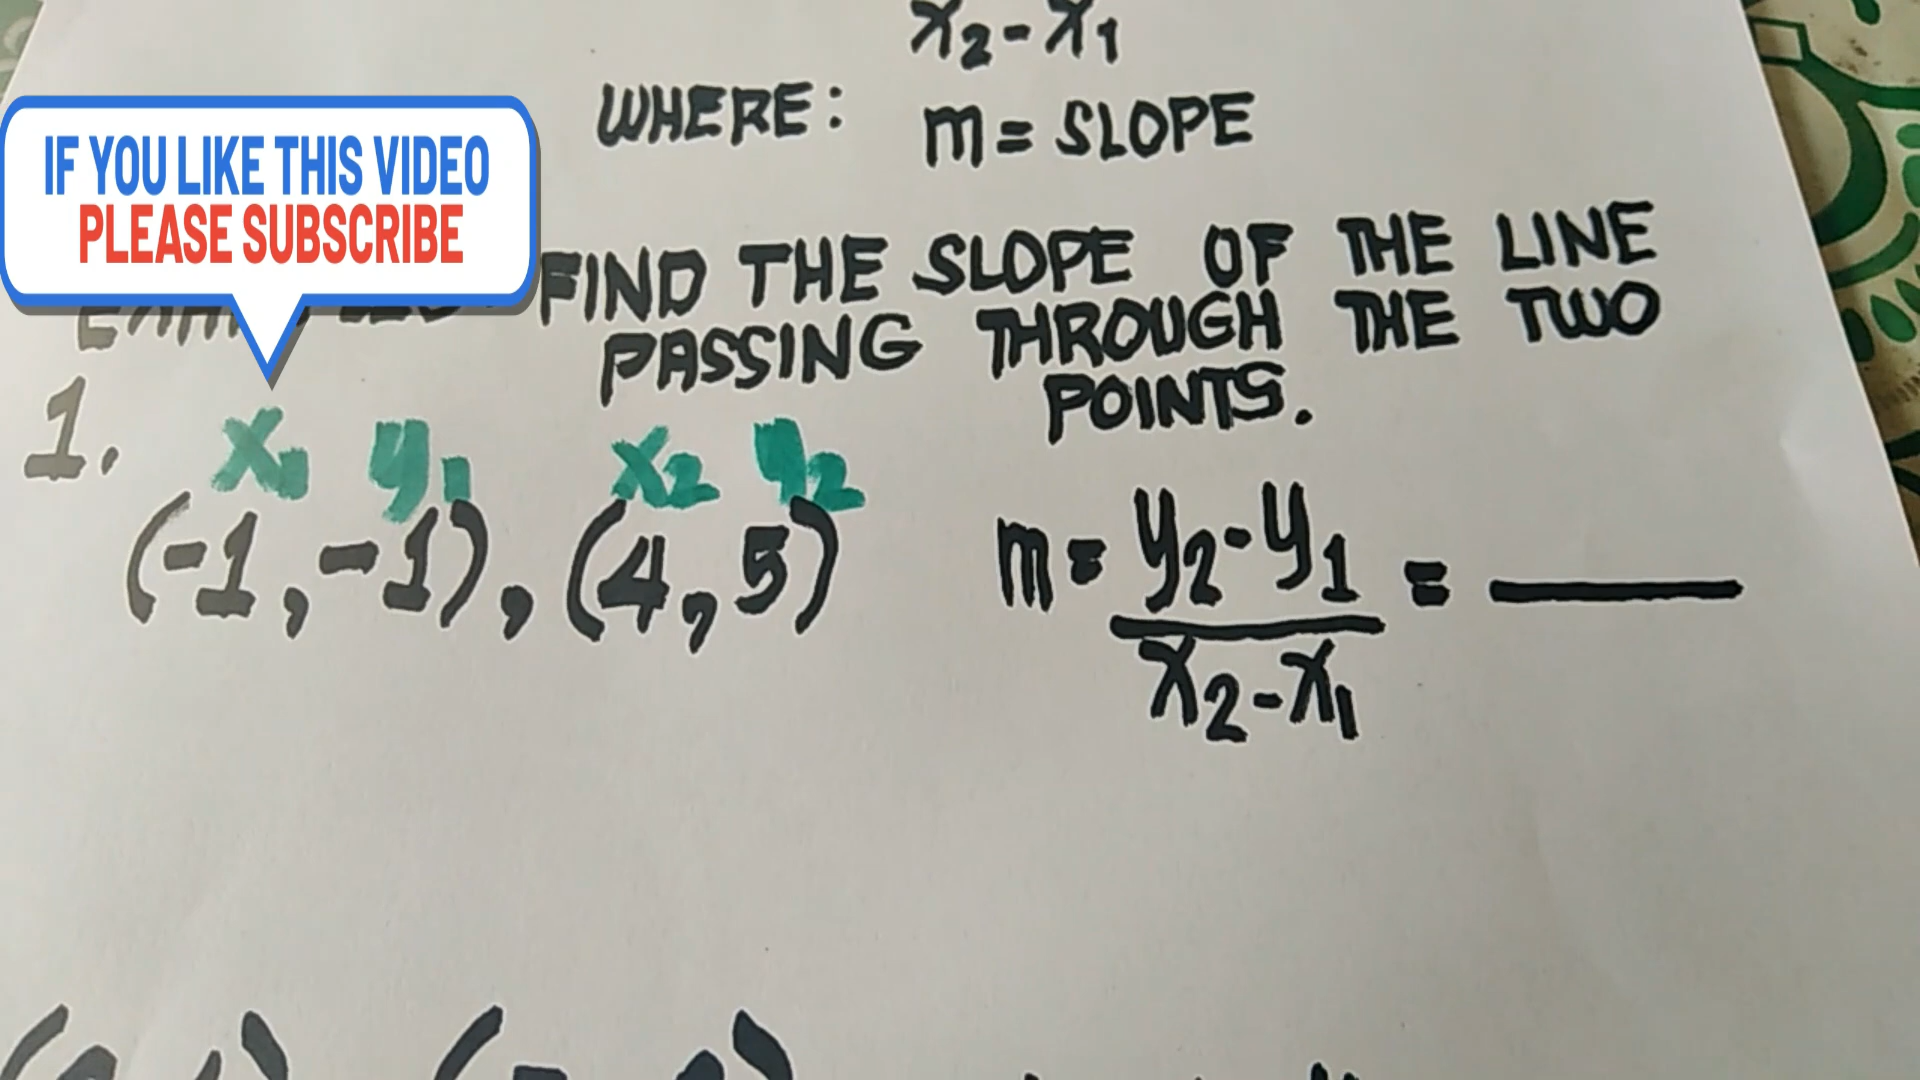 x₂-x₁
WHERE: m = SLOPE
IF YOU LIKE THIS VIDEO
PLEASE SUBSCRIBE
FIND THE SLOPE OF THE LINE
PASSING THROUGH THE TWO
POINTS.
1.
x₁ y₁ x₂ y₂
(-1,-1), (4,5)
m= y₂-y₁ = ___
x₂-x₁